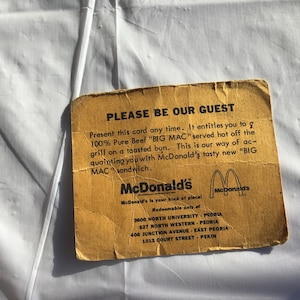 PLEASE BE OUR GUEST
Present this card any time. It entitles you to a
100% Pure Beef "BIG MAC" served hot off the
grill on a toasted bun. This is our way of ac-
quainting you with McDonald's tasty new "BIG
MAC" sandwich.
McDonald's
McDonald's
McDonald's is your kind of place!
Redeemable only at
3600 NORTH UNIVERSITY - PEORIA
627 NORTH WESTERN - PEORIA
406 JUNCTION AVENUE - EAST PEORIA
COURT STREET - PEKIN